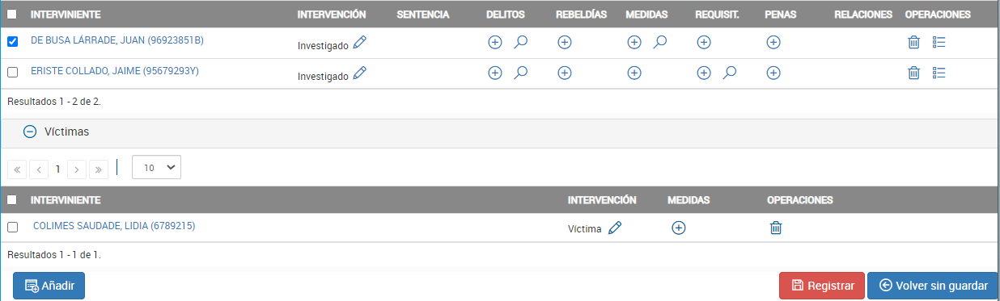 INTERVINIENTE INTERVENCIÓN SENTENCIA DELITOS REBELDÍAS MEDIDAS REQUISIT. PENAS RELACIONES OPERACIONES
DE BUSA LÁRRADE, JUAN (96923851B) Investigado
ERISTE COLLADO, JAIME (95679293Y) Investigado
Resultados 1 - 2 de 2.
Víctimas
« ‹ 1 › » 10
INTERVINIENTE INTERVENCIÓN MEDIDAS OPERACIONES
COLIMES SAUDADE, LIDIA (6789215) Víctima
Resultados 1 - 1 de 1.
Añadir Registrar Volver sin guardar